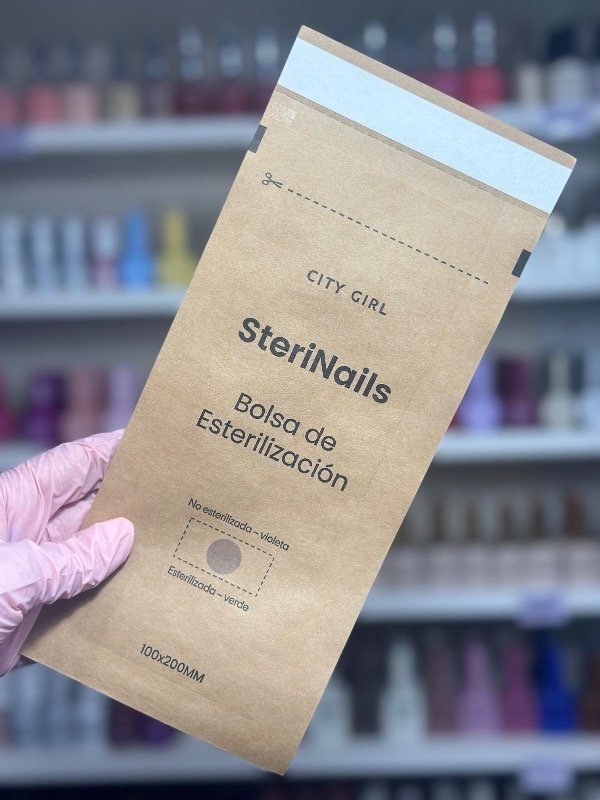 CITY GIRL
SteriNails
Bolsa de
Esterilización
No esterilizada – violeta
Esterilizada – verde
100x200MM